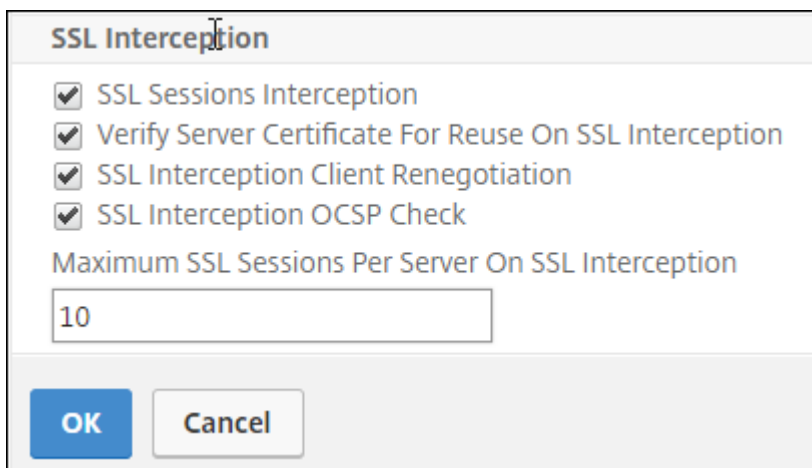 SSL Interception
SSL Sessions Interception
Verify Server Certificate For Reuse On SSL Interception
SSL Interception Client Renegotiation
SSL Interception OCSP Check
Maximum SSL Sessions Per Server On SSL Interception
10
OK Cancel